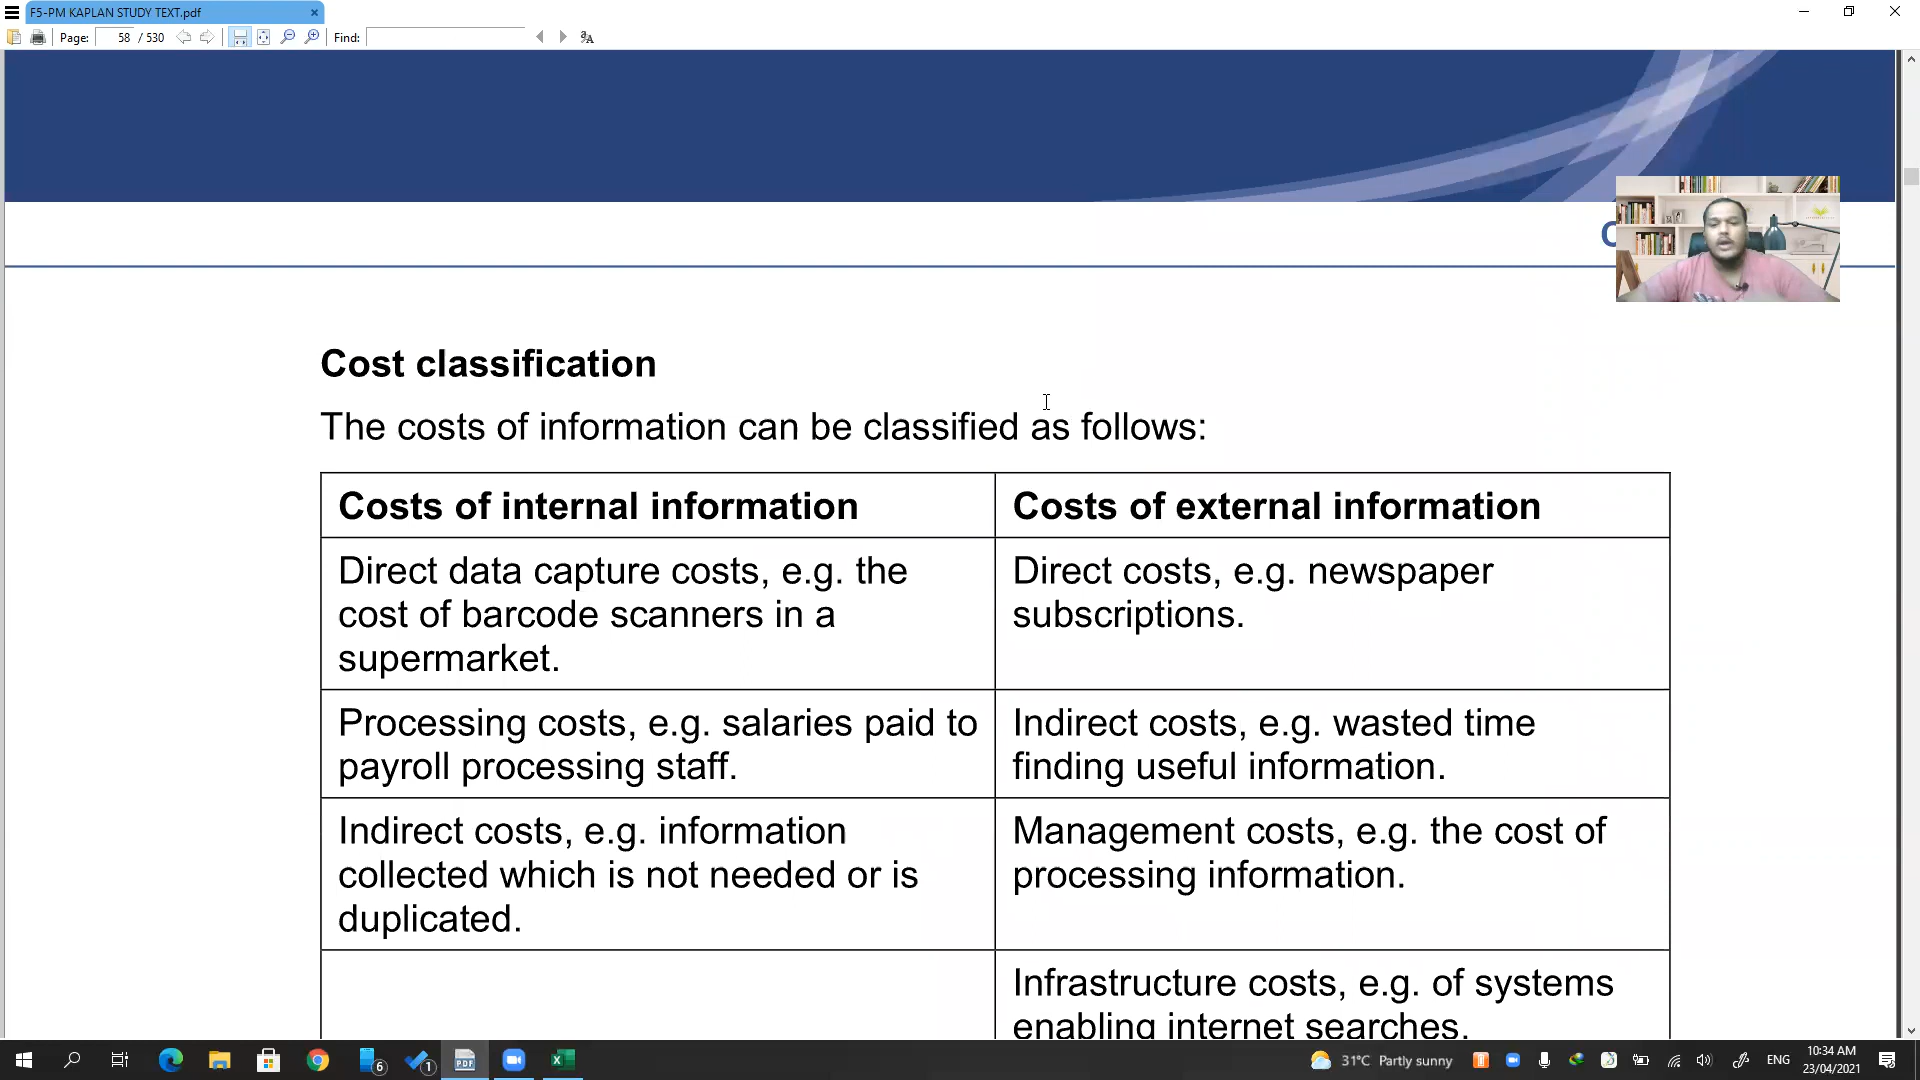 F5-PM KAPLAN STUDY TEXT.pdf
Page: 58 / 530 Find:
Cost classification
The costs of information can be classified as follows:
Costs of internal information
Costs of external information
Direct data capture costs, e.g. the
cost of barcode scanners in a
supermarket.
Direct costs, e.g. newspaper
subscriptions.
Processing costs, e.g. salaries paid to
payroll processing staff.
Indirect costs, e.g. wasted time
finding useful information.
Indirect costs, e.g. information
collected which is not needed or is
duplicated.
Management costs, e.g. the cost of
processing information.
Infrastructure costs, e.g. of systems
enabling internet searches.
6
1
PDF
31°C Partly sunny
ENG
10:34 AM
23/04/2021